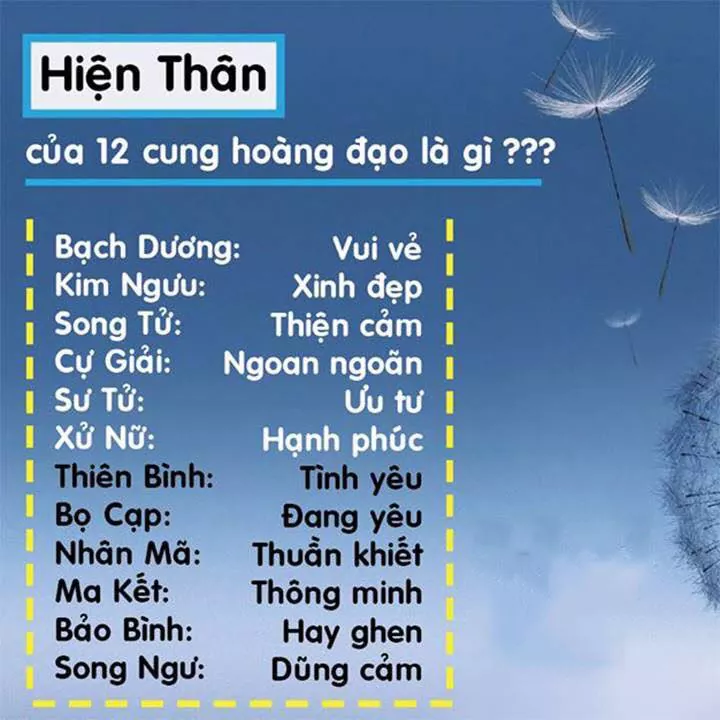 Hiện Thân
của 12 cung hoàng đạo là gì ???
Bạch Dương: Vui vẻ
Kim Ngưu: Xinh đẹp
Song Tử: Thiện cảm
Cự Giải: Ngoan ngoãn
Sư Tử: Ưu tư
Xử Nữ: Hạnh phúc
Thiên Bình: Tình yêu
Bọ Cạp: Đang yêu
Nhân Mã: Thuần khiết
Ma Kết: Thông minh
Bảo Bình: Hay ghen
Song Ngư: Dũng cảm